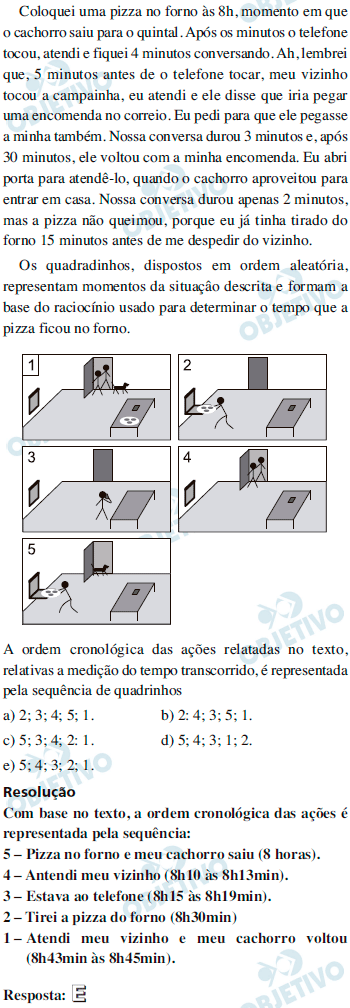 Coloquei uma pizza no forno às 8h, momento em que
o cachorro saiu para o quintal. Após os minutos o telefone
tocou, atendi e fiquei 4 minutos conversando. Ah, lembrei
que, 5 minutos antes de o telefone tocar, meu vizinho
tocou a campainha, eu atendi e ele disse que iria pegar
uma encomenda no correio. Eu pedi para que ele pegasse
a minha também. Nossa conversa durou 3 minutos e, após
30 minutos, ele voltou com a minha encomenda. Eu abri
porta para atendê-lo, quando o cachorro aproveitou para
entrar em casa. Nossa conversa durou apenas 2 minutos,
mas a pizza não queimou, porque eu já tinha tirado do
forno 15 minutos antes de me despedir do vizinho.
Os quadradinhos, dispostos em ordem aleatória,
representam momentos da situação descrita e formam a
base do raciocínio usado para determinar o tempo que a
pizza ficou no forno.
1
2
3
4
5
A ordem cronológica das ações relatadas no texto,
relativas a medição do tempo transcorrido, é representada
pela sequência de quadrinhos
a) 2; 3; 4; 5; 1. b) 2: 4; 3; 5; 1.
c) 5; 3; 4; 2: 1. d) 5; 4; 3; 1; 2.
e) 5; 4; 3; 2; 1.
Resolução
Com base no texto, a ordem cronológica das ações é
representada pela sequência:
5 – Pizza no forno e meu cachorro saiu (8 horas).
4 – Antendi meu vizinho (8h10 às 8h13min).
3 – Estava ao telefone (8h15 às 8h19min).
2 – Tirei a pizza do forno (8h30min)
1 – Atendi meu vizinho e meu cachorro voltou
(8h43min às 8h45min).
Resposta: E
OBJETIVO